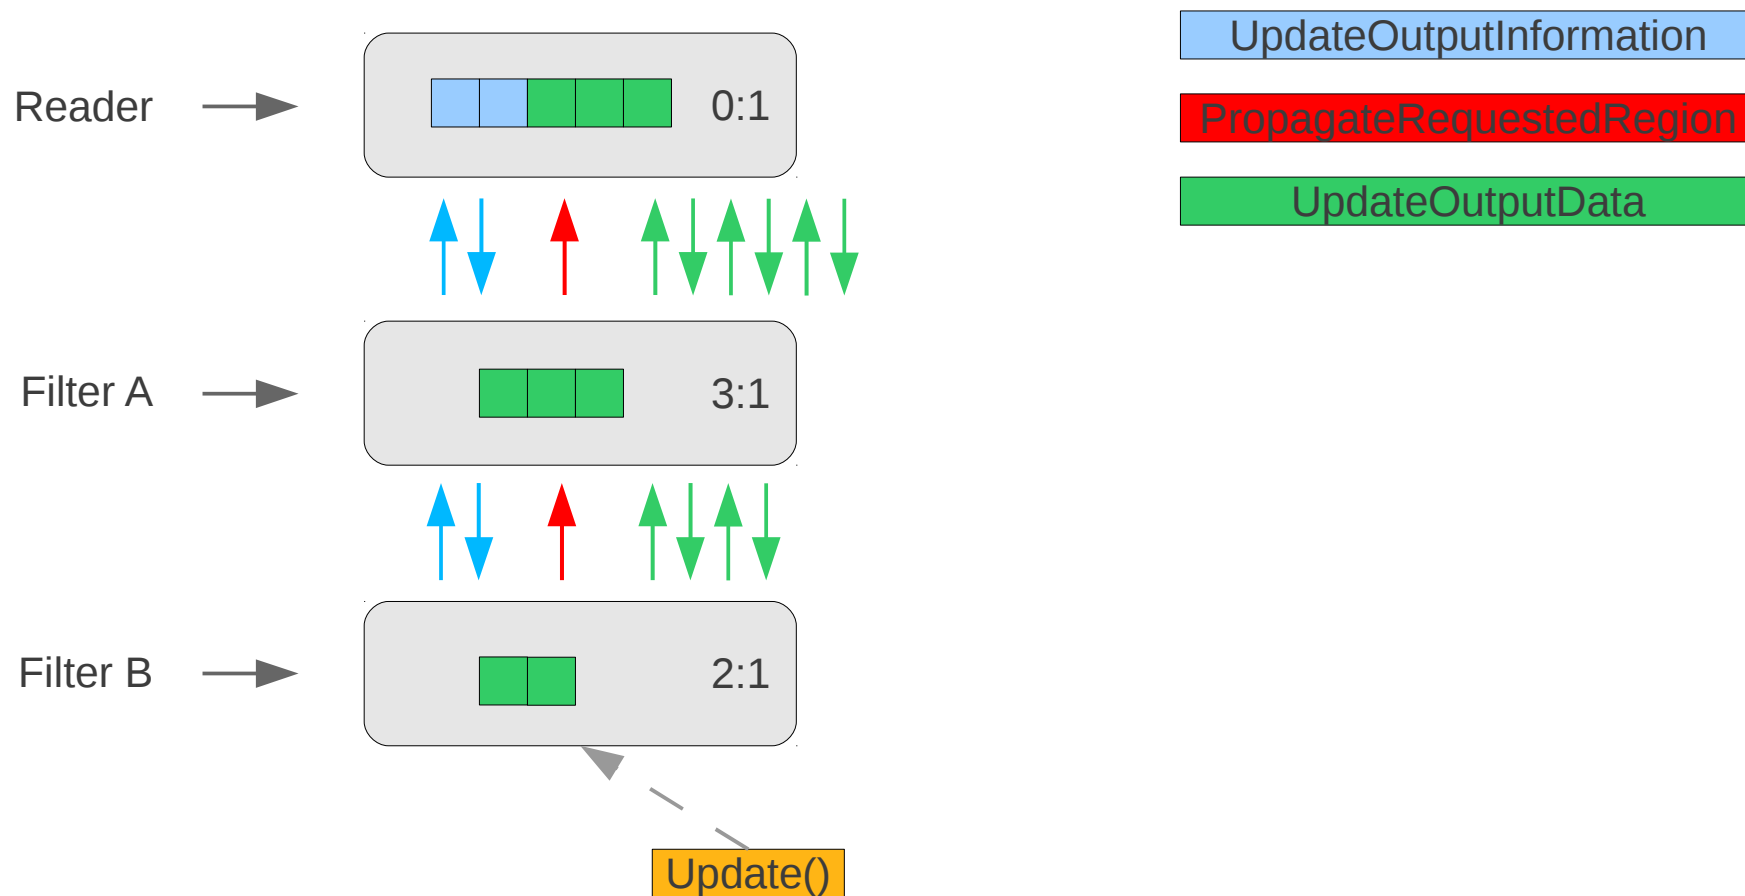 UpdateOutputInformation
Reader
0:1
PropagateRequestedRegion
UpdateOutputData
Filter A
3:1
Filter B
2:1
Update()